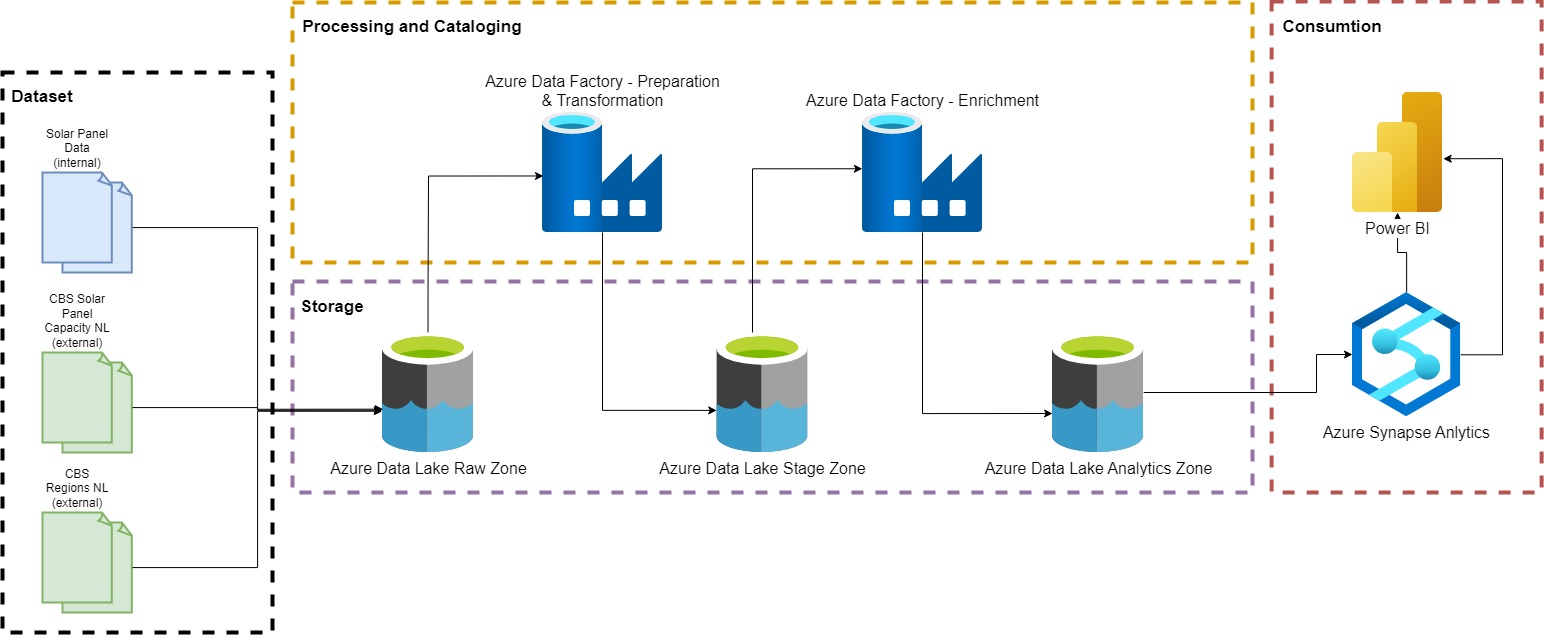 Processing and Cataloging
Consumtion
Dataset
Azure Data Factory - Preparation
& Transformation
Azure Data Factory - Enrichment
Solar Panel
Data
(internal)
Power BI
CBS Solar
Panel
Capacity NL
(external)
Storage
Azure Synapse Anlytics
CBS
Regions NL
(external)
Azure Data Lake Raw Zone
Azure Data Lake Stage Zone
Azure Data Lake Analytics Zone